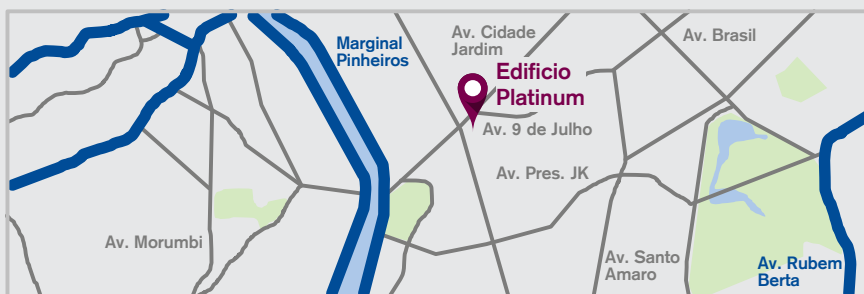 Marginal
Pinheiros
Av. Cidade
Jardim
Av. Brasil
Edificio
Platinum
Av. 9 de Julho
Av. Pres. JK
Av. Morumbi
Av. Santo
Amaro
Av. Rubem
Berta